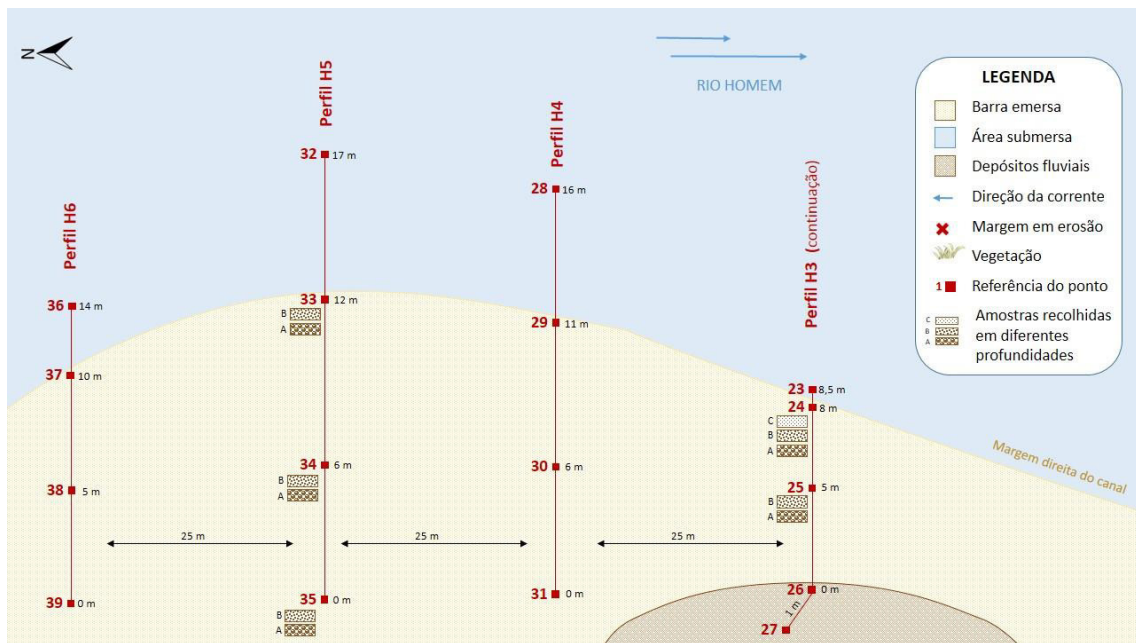 N
RIO HOMEM
LEGENDA
Barra emersa
Área submersa
Depósitos fluviais
Direção da corrente
Margem em erosão
Vegetação
1 Referência do ponto
C
B
A
Amostras recolhidas
em diferentes
profundidades
Perfil H6
36 14 m
37 10 m
38 5 m
39 0 m
Perfil H5
32 17 m
33 12 m
B
A
34 6 m
B
A
35 0 m
B
A
Perfil H4
28 16 m
29 11 m
30 6 m
31 0 m
Perfil H3 (continuação)
23 8,5 m
24 8 m
C
B
A
25 5 m
B
A
26 0 m
1 m
27
25 m
25 m
25 m
Margem direita do canal